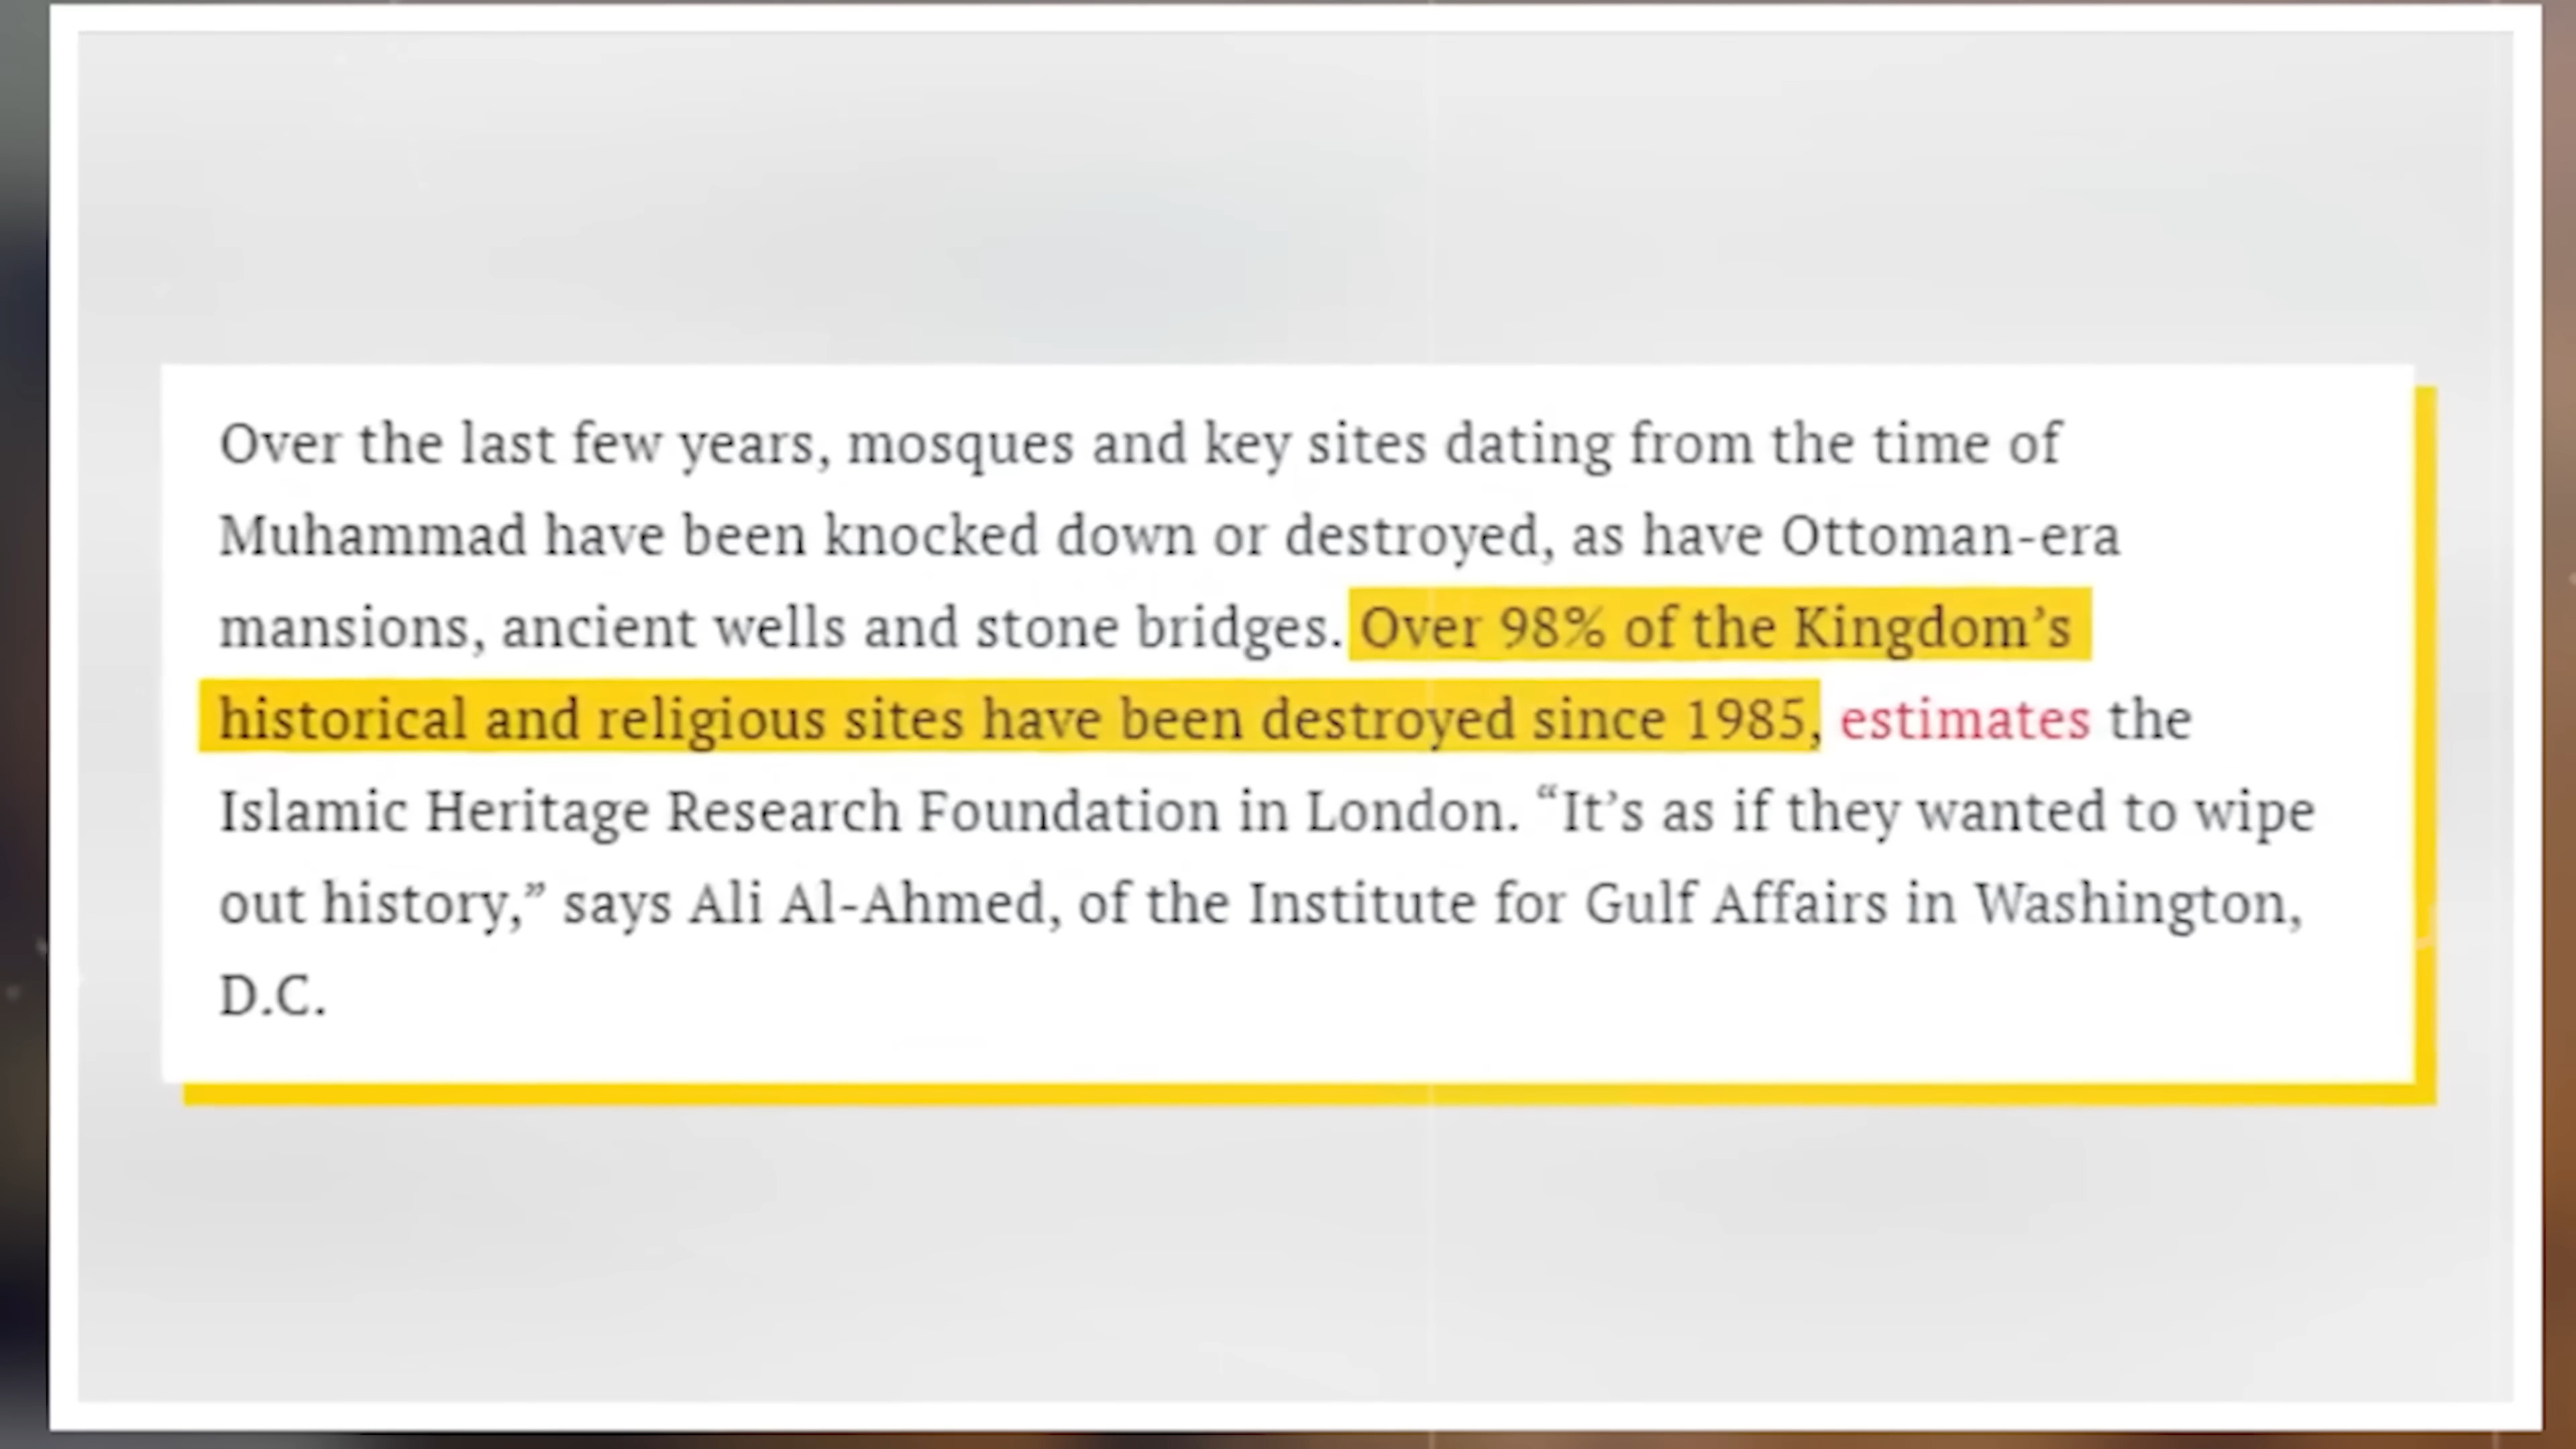 Over the last few years, mosques and key sites dating from the time of
Muhammad have been knocked down or destroyed, as have Ottoman-era
mansions, ancient wells and stone bridges. Over 98% of the Kingdom’s
historical and religious sites have been destroyed since 1985, estimates the
Islamic Heritage Research Foundation in London. “It’s as if they wanted to wipe
out history,” says Ali Al-Ahmed, of the Institute for Gulf Affairs in Washington,
D.C.